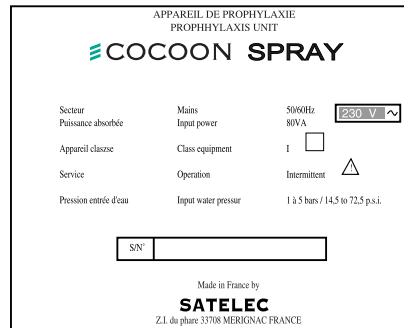 APPAREIL DE PROPHYLAXIE
PROPHHYLAXIS UNIT
COCOON SPRAY
Secteur Mains 50/60Hz 230 V ~
Puissance absorbée Input power 80VA
Appareil claszse Class equipment I
Service Operation Intermittent
Pression entrée d'eau Input water pressur 1 à 5 bars / 14,5 to 72,5 p.s.i.
S/N°
Made in France by
SATELEC
Z.I. du phare 33708 MERIGNAC FRANCE